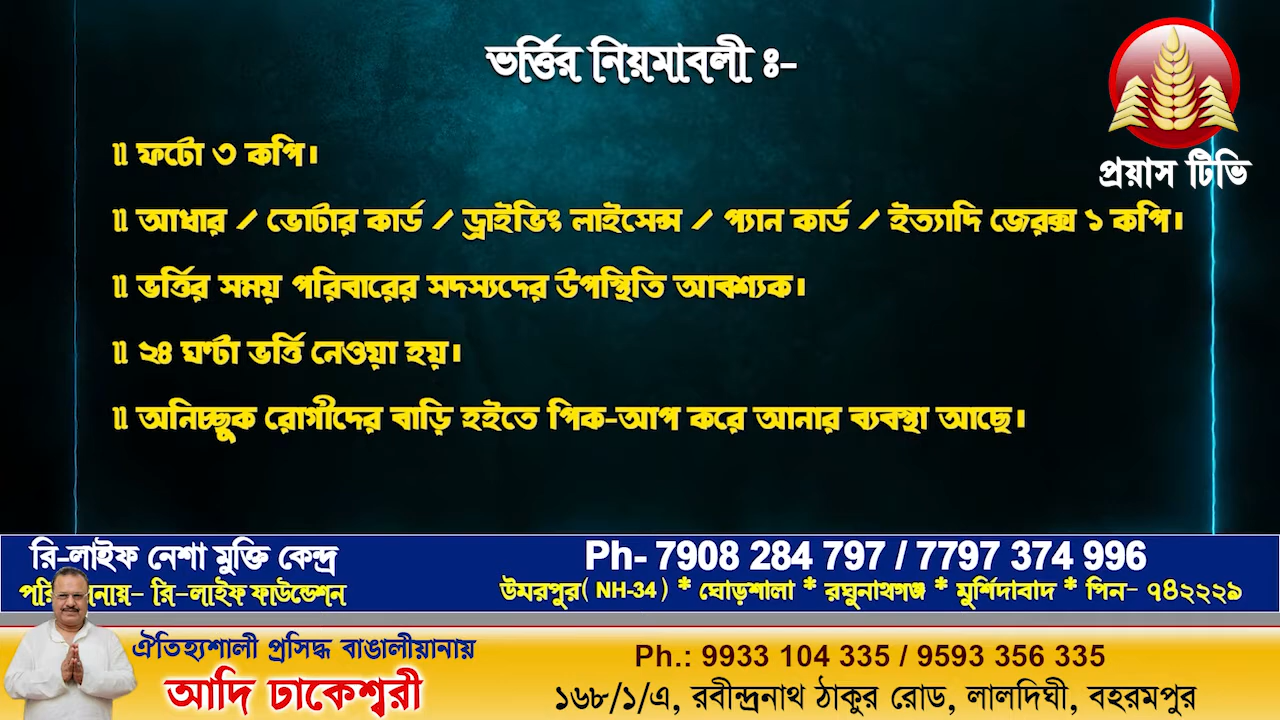 ভর্ত্তির নিয়মাবলী ঃ-
॥ ফটো ৩ কপি।
॥ আধার / ভোটার কার্ড / ড্রাইভিং লাইসেন্স / প্যান কার্ড / ইত্যাদি জেরক্স ১ কপি।
॥ ভর্ত্তির সময় পরিবারের সদস্যদের উপস্থিতি আবশ্যক।
॥ ২৪ ঘণ্টা ভর্ত্তি নেওয়া হয়।
॥ অনিচ্ছুক রোগীদের বাড়ি হইতে পিক-আপ করে আনার ব্যবস্থা আছে।
প্রয়াস টিভি
রি-লাইফ নেশা মুক্তি কেন্দ্র
রি-লাইফ ফাউন্ডেশন
Ph- 7908 284 797 / 7797 374 996
উমরপুর( NH-34 ) * ঘোড়শালা * রঘুনাথগঞ্জ * মুর্শিদাবাদ * পিন- ৭৪২২২৯
ঐতিহ্যশালী প্রসিদ্ধ বাঙালীয়ানায়
আদি ঢাকেশ্বরী
Ph.: 9933 104 335 / 9593 356 335
১৬৮/১/এ, রবীন্দ্রনাথ ঠাকুর রোড, লালদিঘী, বহরমপুর